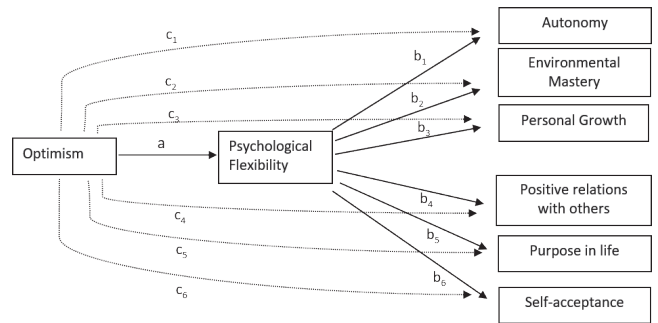 Autonomy
c₁
b₁
Environmental
Mastery
c₂
b₂
c₃
b₃
Personal Growth
Optimism
a
Psychological
Flexibility
Positive relations
with others
b₄
c₄
b₅
Purpose in life
c₅
b₆
c₆
Self-acceptance